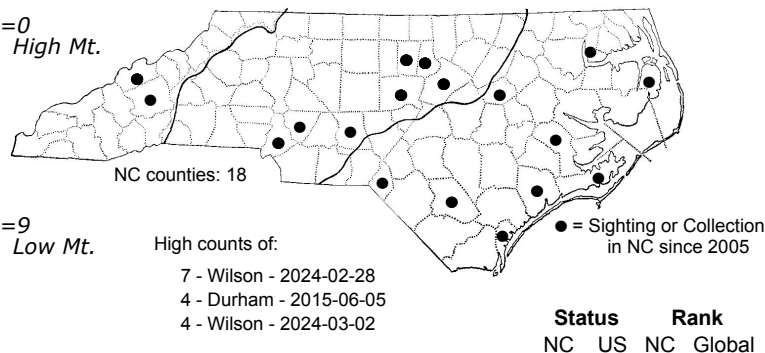 =0
High Mt.
NC counties: 18
=9
Low Mt.
High counts of:
7 - Wilson - 2024-02-28
4 - Durham - 2015-06-05
4 - Wilson - 2024-03-02
● = Sighting or Collection
in NC since 2005
Status Rank
NC US NC Global